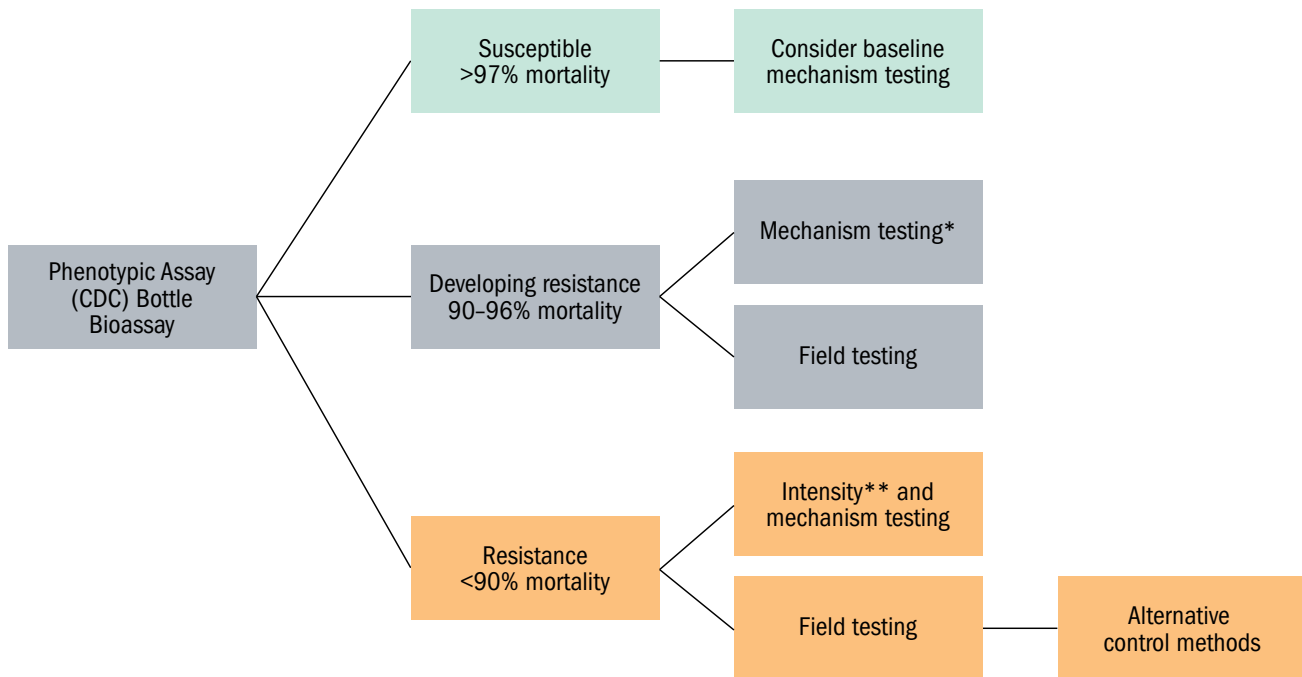 Susceptible
>97% mortality
Consider baseline
mechanism testing
Phenotypic Assay
(CDC) Bottle
Bioassay
Developing resistance
90–96% mortality
Mechanism testing*
Field testing
Resistance
<90% mortality
Intensity** and
mechanism testing
Field testing
Alternative
control methods